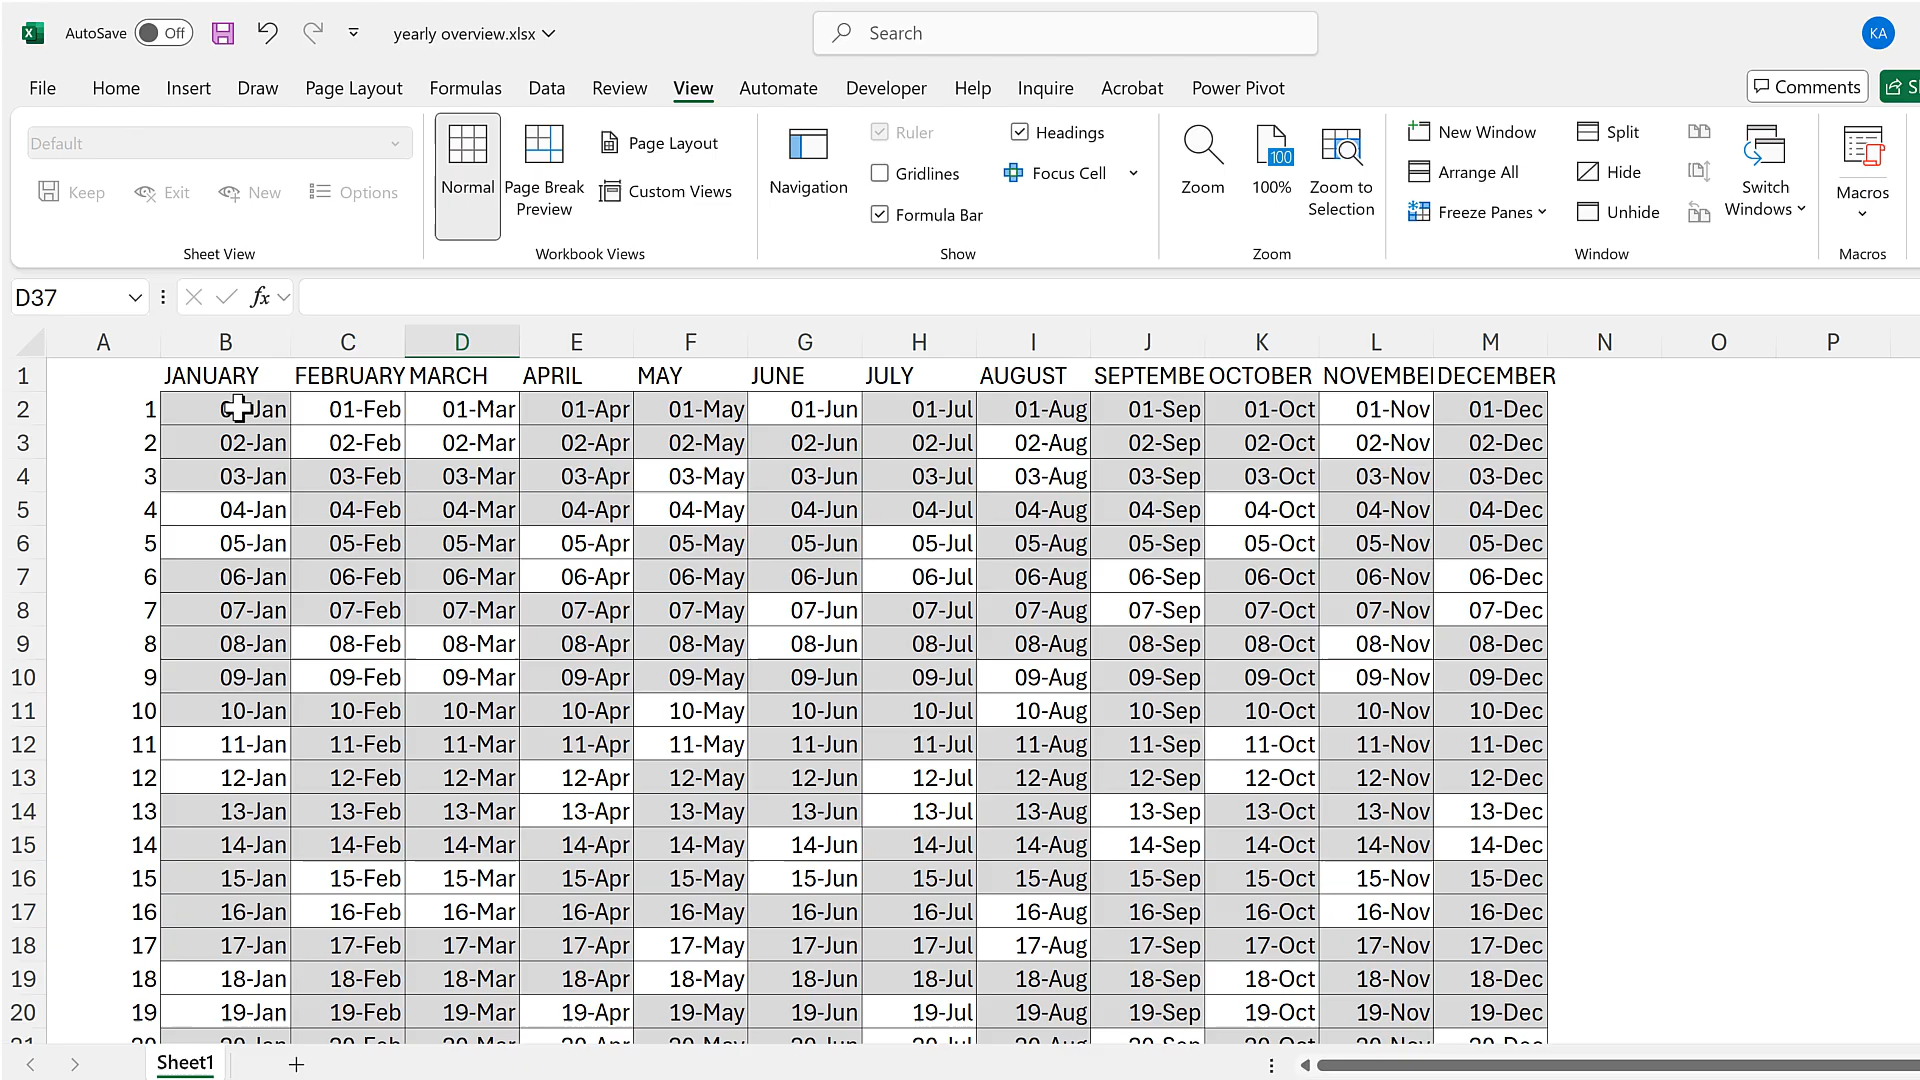 AutoSave Off yearly overview.xlsx Search KA
File Home Insert Draw Page Layout Formulas Data Review View Automate Developer Help Inquire Acrobat Power Pivot Comments
Default
Keep Exit New Options
Sheet View
Normal
Page Break Preview
Page Layout
Custom Views
Workbook Views
Navigation
Ruler
Headings
Gridlines
Focus Cell
Formula Bar
Show
Zoom
100
100%
Zoom to Selection
Zoom
New Window
Arrange All
Freeze Panes
Split
Hide
Unhide
Switch Windows
Window
Macros
Macros
D37 fx
A B C D E F G H I J K L M N O P
1 JANUARY FEBRUARY MARCH APRIL MAY JUNE JULY AUGUST SEPTEMBE OCTOBER NOVEMBEI DECEMBER
2 1 Jan 01-Feb 01-Mar 01-Apr 01-May 01-Jun 01-Jul 01-Aug 01-Sep 01-Oct 01-Nov 01-Dec
3 2 02-Jan 02-Feb 02-Mar 02-Apr 02-May 02-Jun 02-Jul 02-Aug 02-Sep 02-Oct 02-Nov 02-Dec
4 3 03-Jan 03-Feb 03-Mar 03-Apr 03-May 03-Jun 03-Jul 03-Aug 03-Sep 03-Oct 03-Nov 03-Dec
5 4 04-Jan 04-Feb 04-Mar 04-Apr 04-May 04-Jun 04-Jul 04-Aug 04-Sep 04-Oct 04-Nov 04-Dec
6 5 05-Jan 05-Feb 05-Mar 05-Apr 05-May 05-Jun 05-Jul 05-Aug 05-Sep 05-Oct 05-Nov 05-Dec
7 6 06-Jan 06-Feb 06-Mar 06-Apr 06-May 06-Jun 06-Jul 06-Aug 06-Sep 06-Oct 06-Nov 06-Dec
8 7 07-Jan 07-Feb 07-Mar 07-Apr 07-May 07-Jun 07-Jul 07-Aug 07-Sep 07-Oct 07-Nov 07-Dec
9 8 08-Jan 08-Feb 08-Mar 08-Apr 08-May 08-Jun 08-Jul 08-Aug 08-Sep 08-Oct 08-Nov 08-Dec
10 9 09-Jan 09-Feb 09-Mar 09-Apr 09-May 09-Jun 09-Jul 09-Aug 09-Sep 09-Oct 09-Nov 09-Dec
11 10 10-Jan 10-Feb 10-Mar 10-Apr 10-May 10-Jun 10-Jul 10-Aug 10-Sep 10-Oct 10-Nov 10-Dec
12 11 11-Jan 11-Feb 11-Mar 11-Apr 11-May 11-Jun 11-Jul 11-Aug 11-Sep 11-Oct 11-Nov 11-Dec
13 12 12-Jan 12-Feb 12-Mar 12-Apr 12-May 12-Jun 12-Jul 12-Aug 12-Sep 12-Oct 12-Nov 12-Dec
14 13 13-Jan 13-Feb 13-Mar 13-Apr 13-May 13-Jun 13-Jul 13-Aug 13-Sep 13-Oct 13-Nov 13-Dec
15 14 14-Jan 14-Feb 14-Mar 14-Apr 14-May 14-Jun 14-Jul 14-Aug 14-Sep 14-Oct 14-Nov 14-Dec
16 15 15-Jan 15-Feb 15-Mar 15-Apr 15-May 15-Jun 15-Jul 15-Aug 15-Sep 15-Oct 15-Nov 15-Dec
17 16 16-Jan 16-Feb 16-Mar 16-Apr 16-May 16-Jun 16-Jul 16-Aug 16-Sep 16-Oct 16-Nov 16-Dec
18 17 17-Jan 17-Feb 17-Mar 17-Apr 17-May 17-Jun 17-Jul 17-Aug 17-Sep 17-Oct 17-Nov 17-Dec
19 18 18-Jan 18-Feb 18-Mar 18-Apr 18-May 18-Jun 18-Jul 18-Aug 18-Sep 18-Oct 18-Nov 18-Dec
20 19 19-Jan 19-Feb 19-Mar 19-Apr 19-May 19-Jun 19-Jul 19-Aug 19-Sep 19-Oct 19-Nov 19-Dec
Sheet1